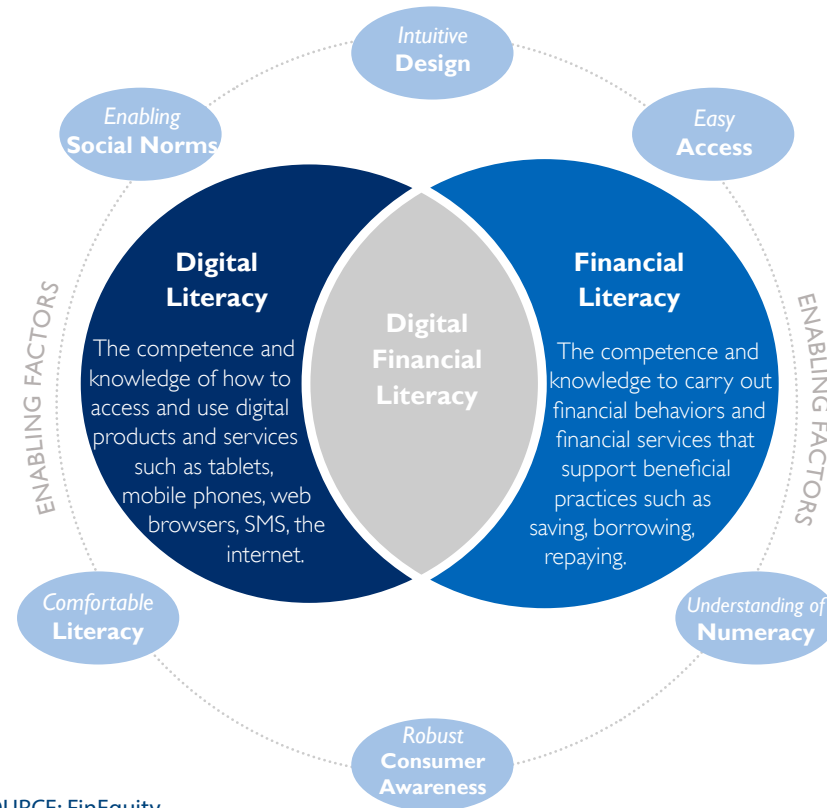 Intuitive
Design
Enabling
Social Norms
Easy
Access
ENABLING FACTORS
Digital
Literacy
The competence and
knowledge of how to
access and use digital
products and services
such as tablets,
mobile phones, web
browsers, SMS, the
internet.
Digital
Financial
Literacy
Financial
Literacy
The competence and
knowledge to carry out
financial behaviors and
financial services that
support beneficial
practices such as
saving, borrowing,
repaying.
ENABLING FACTORS
Comfortable
Literacy
Understanding of
Numeracy
Robust
Consumer
Awareness
OURCE: FinEquity